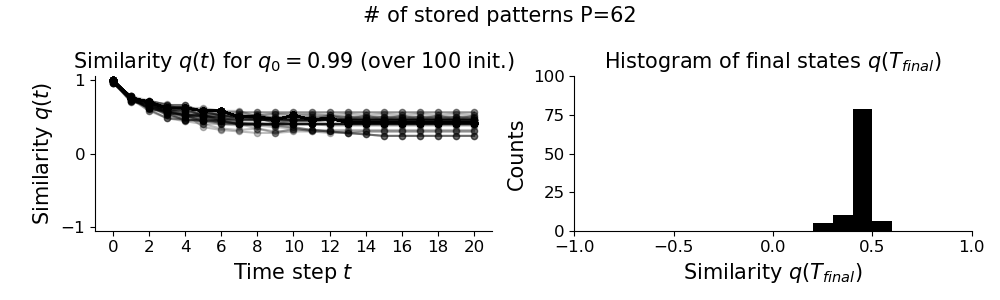 # of stored patterns P=62
Similarity q(t) for q₀ = 0.99 (over 100 init.)
1
0
−1
Similarity q(t)
0 2 4 6 8 10 12 14 16 18 20
Time step t
Histogram of final states q(T_final)
100
75
50
25
0
Counts
−1.0 −0.5 0.0 0.5 1.0
Similarity q(T_final)